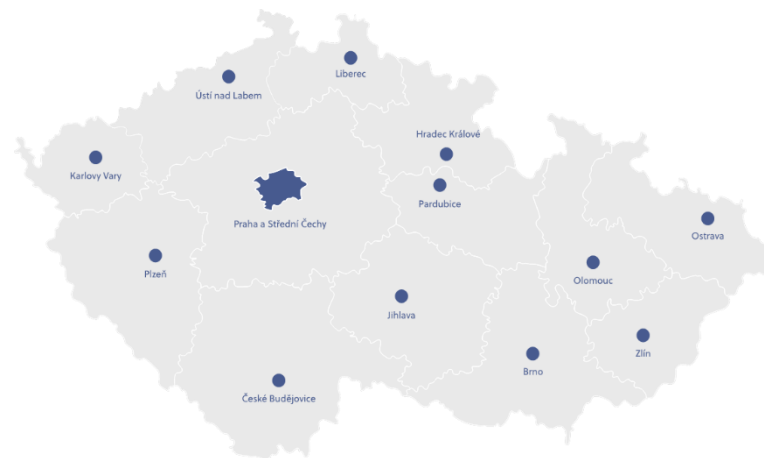 Liberec
Ústí nad Labem
Hradec Králové
Karlovy Vary
Pardubice
Praha a Střední Čechy
Ostrava
Plzeň
Olomouc
Jihlava
Zlín
Brno
České Budějovice